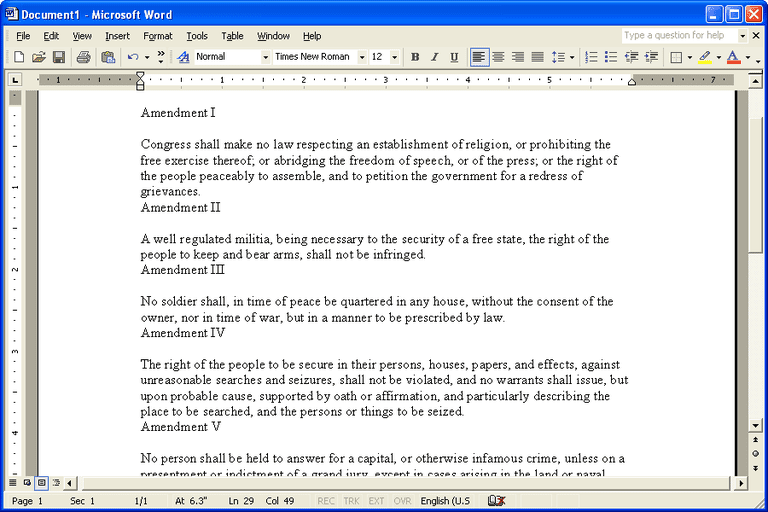 Document1 - Microsoft Word
File Edit View Insert Format Tools Table Window Help Type a question for help
Normal Times New Roman 12 B I U A
1 1 2 3 4 5 7
Amendment I
Congress shall make no law respecting an establishment of religion, or prohibiting the
free exercise thereof; or abridging the freedom of speech, or of the press; or the right of
the people peaceably to assemble, and to petition the government for a redress of
grievances.
Amendment II
A well regulated militia, being necessary to the security of a free state, the right of the
people to keep and bear arms, shall not be infringed.
Amendment III
No soldier shall, in time of peace be quartered in any house, without the consent of the
owner, nor in time of war, but in a manner to be prescribed by law.
Amendment IV
The right of the people to be secure in their persons, houses, papers, and effects, against
unreasonable searches and seizures, shall not be violated, and no warrants shall issue, but
upon probable cause, supported by oath or affirmation, and particularly describing the
place to be searched, and the persons or things to be seized.
Amendment V
No person shall be held to answer for a capital, or otherwise infamous crime, unless on a
presentment or indictment of a grand jury, except in cases arising in the land or naval
Page 1 Sec 1 1/1 At 6.3" Ln 29 Col 49 REC TRK EXT OVR English (U.S